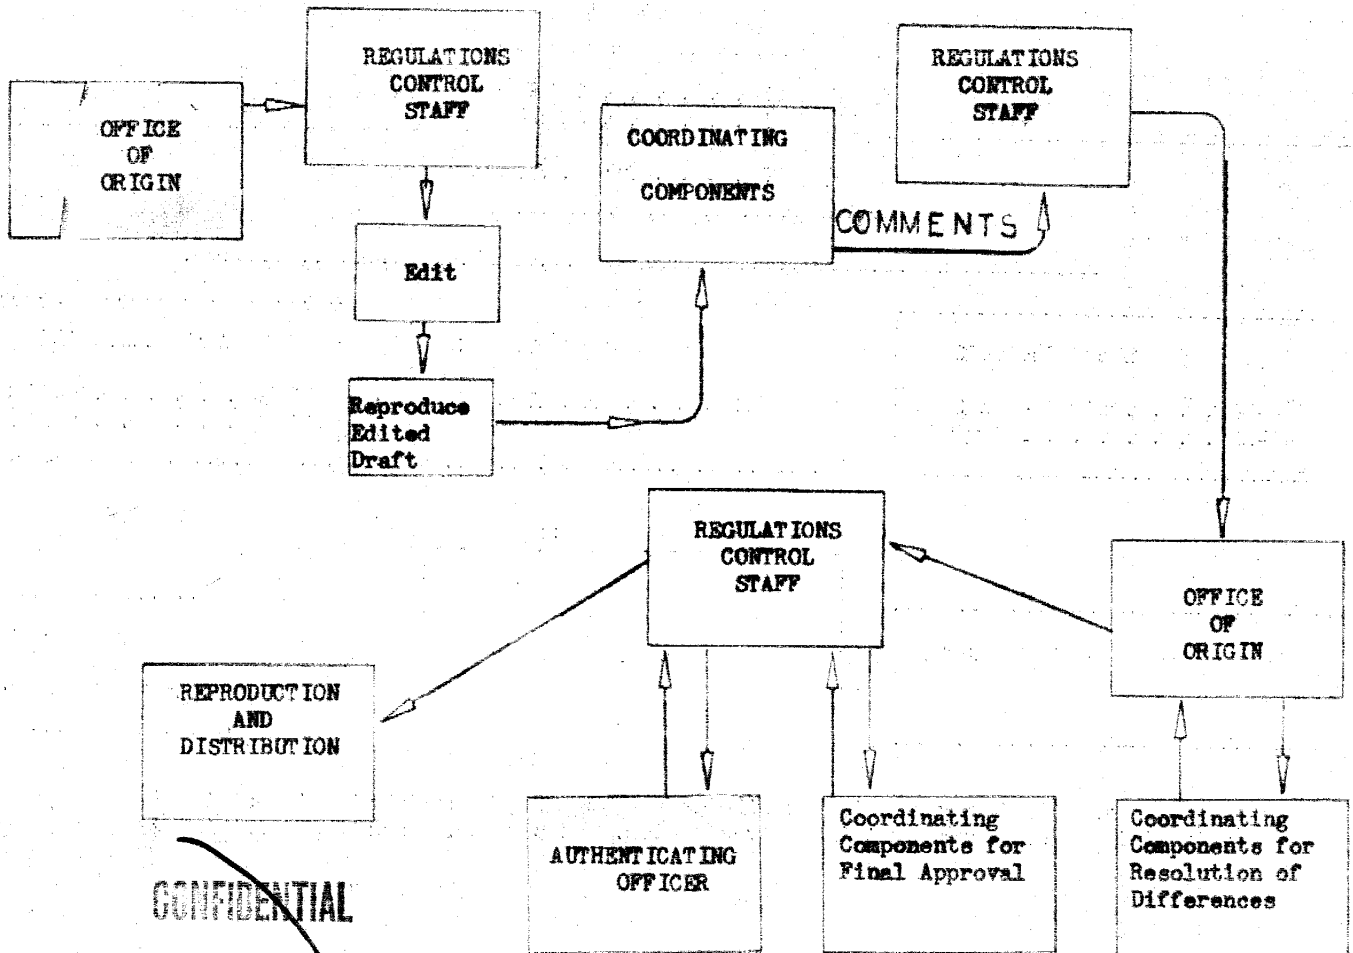 OFFICE
OF
ORIGIN
REGULATIONS
CONTROL
STAFF
Edit
Reproduce
Edited
Draft
COORDINATING
COMPONENTS
COMMENTS
REGULATIONS
CONTROL
STAFF
OFFICE
OF
ORIGIN
Coordinating
Components for
Resolution of
Differences
REGULATIONS
CONTROL
STAFF
Coordinating
Components for
Final Approval
AUTHENTICATING
OFFICER
REPRODUCTION
AND
DISTRIBUTION
CONFIDENTIAL